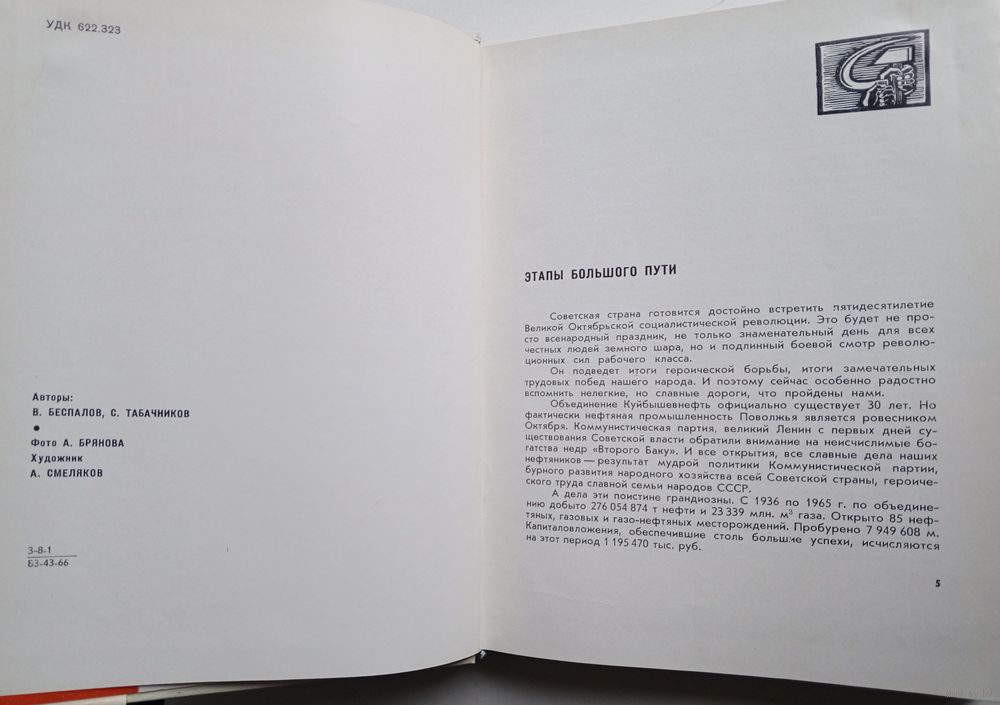 УДК 622.323
Авторы:
В. БЕСПАЛОВ, С. ТАБАЧНИКОВ
•
Фото А. БРЯНОВА
Художник
А. СМЕЛЯКОВ
3-8-1
БЗ-43-66
ЭТАПЫ БОЛЬШОГО ПУТИ
Советская страна готовится достойно встретить пятидесятилетие
Великой Октябрьской социалистической революции. Это будет не про-
сто всенародный праздник, не только знаменательный день для всех
честных людей земного шара, но и подлинный боевой смотр револю-
ционных сил рабочего класса.
Он подведет итоги героической борьбы, итоги замечательных
трудовых побед нашего народа. И поэтому сейчас особенно радостно
вспомнить нелегкие, но славные дороги, что пройдены нами.
Объединение Куйбышевнефть официально существует 30 лет. Но
фактически нефтяная промышленность Поволжья является ровесником
Октября. Коммунистическая партия, великий Ленин с первых дней су-
ществования Советской власти обратили внимание на неисчислимые бо-
гатства недр «Второго Баку». И все открытия, все славные дела наших
нефтяников — результат мудрой политики Коммунистической партии,
бурного развития народного хозяйства всей Советской страны, героиче-
ского труда славной семьи народов СССР.
А дела эти поистине грандиозны. С 1936 по 1965 г. по объедине-
нию добыто 276 054 874 т нефти и 23 339 млн. м³ газа. Открыто 85 неф-
тяных, газовых и газо-нефтяных месторождений. Пробурено 7 949 608 м.
Капиталовложения, обеспечившие столь большие успехи, исчисляются
на этот период 1 195 470 тыс. руб.
5